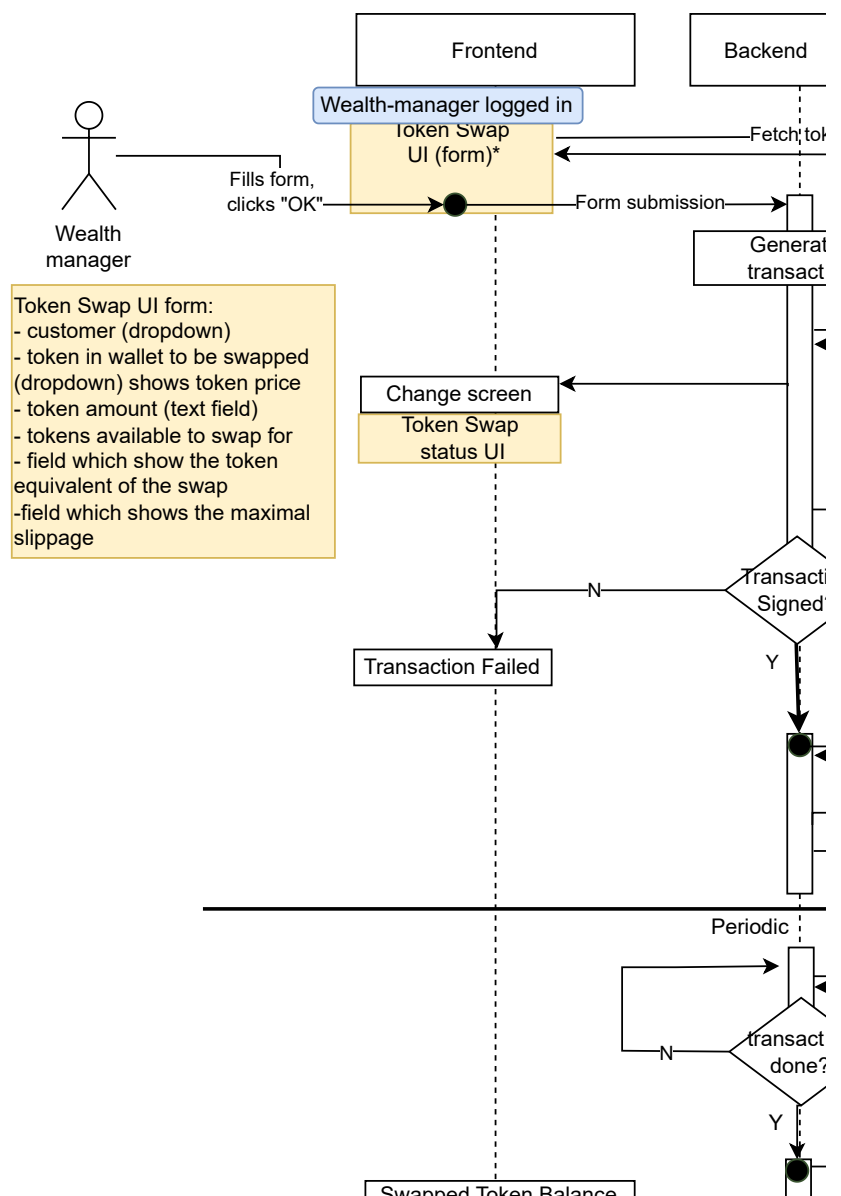 Frontend
Backend
Wealth-manager logged in
Token Swap
UI (form)*
Fetch
Fills form,
clicks "OK"
Form submission
Wealth
manager
Token Swap UI form:
- customer (dropdown)
- token in wallet to be swapped
(dropdown) shows token price
- token amount (text field)
- tokens available to swap for
- field which show the token
equivalent of the swap
-field which shows the maximal
slippage
Change screen
Token Swap
status UI
Signed?
N
Transaction Failed
Y
Periodic
N
done?
Y
Swapped Token Balance